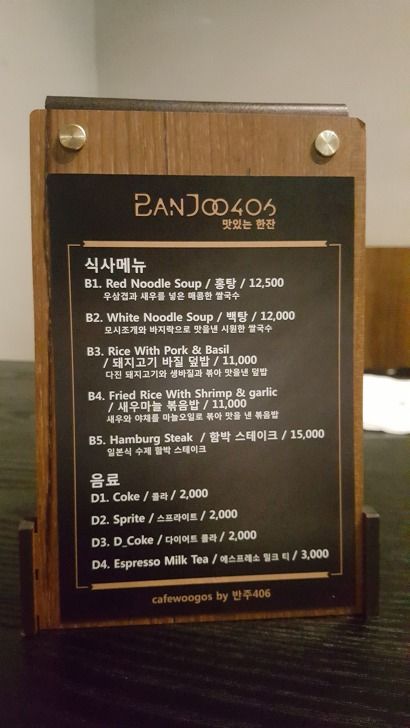 BANJOO406
맛있는 한잔
식사메뉴
B1. Red Noodle Soup / 홍탕 / 12,500
우삼겹과 새우를 넣은 매콤한 쌀국수
B2. White Noodle Soup / 백탕 / 12,000
모시조개와 바지락으로 맛을낸 시원한 쌀국수
B3. Rice With Pork & Basil
/ 돼지고기 바질 덮밥 / 11,000
다진 돼지고기와 생바질과 볶아 맛을낸 덮밥
B4. Fried Rice With Shrimp & garlic
/ 새우마늘 볶음밥 / 11,000
새우와 야채를 마늘오일로 볶아 맛을 낸 볶음밥
B5. Hamburg Steak / 함박 스테이크 / 15,000
일본식 수제 함박 스테이크
음료
D1. Coke / 콜라 / 2,000
D2. Sprite / 스프라이트 / 2,000
D3. D_Coke / 다이어트 콜라 / 2,000
D4. Espresso Milk Tea / 에스프레소 밀크 티 / 3,000
cafewoogos by 반주406